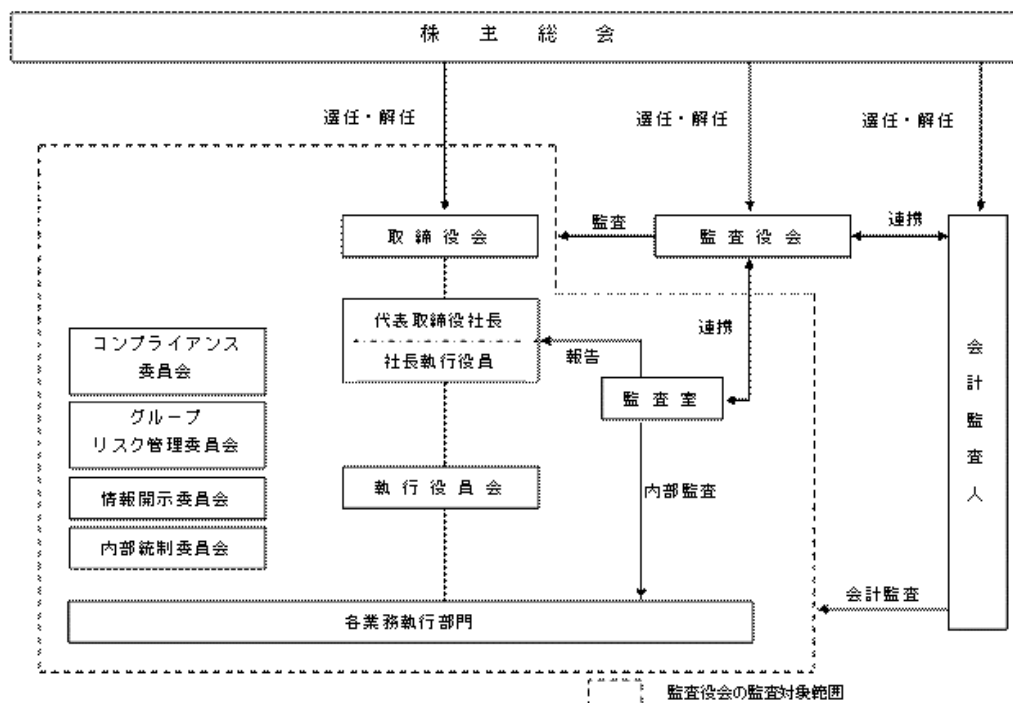 株主総会
選任・解任
選任・解任
選任・解任
取締役会
監査
監査役会
連携
代表取締役社長
社長執行役員
報告
連携
監査室
会計監査人
コンプライアンス
委員会
グループ
リスク管理委員会
情報開示委員会
内部統制委員会
執行役員会
内部監査
会計監査
各業務執行部門
監査役会の監査対象範囲